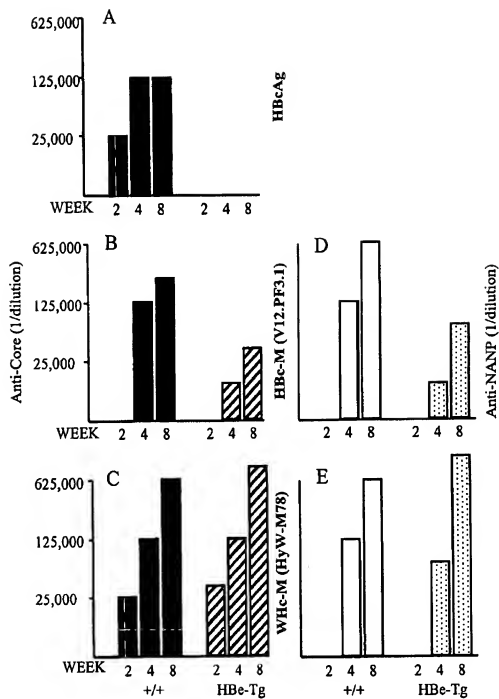 A
625,000
125,000
25,000
WEEK 2 4 8 2 4 8
HBcAg
B
625,000
125,000
25,000
WEEK 2 4 8 2 4 8
Anti-Core (1/dilution)
HBc-M (V12.PF3.1)
D
2 4 8 2 4 8
Anti-NANP (1/dilution)
C
625,000
125,000
25,000
WEEK 2 4 8 2 4 8
+/+ HBe-Tg
WHc-M (HyW-M78)
E
2 4 8 2 4 8
+/+ HBe-Tg